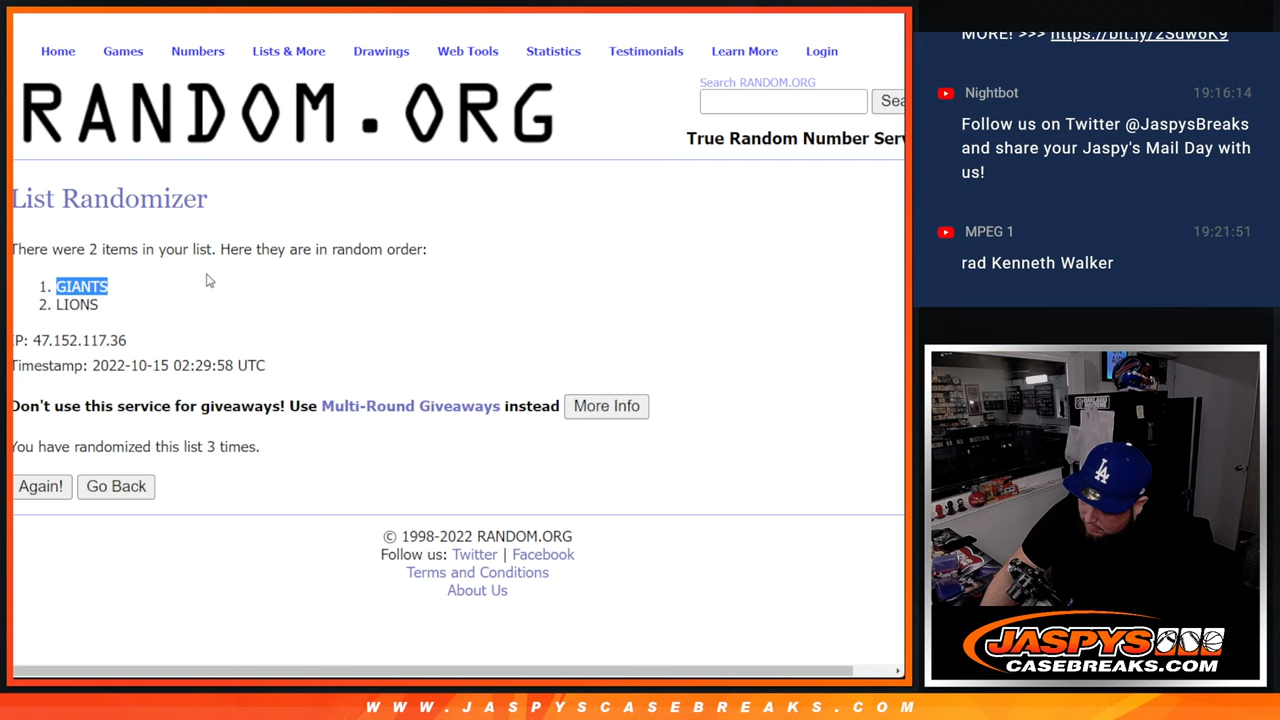 Home Games Numbers Lists & More Drawings Web Tools Statistics Testimonials Learn More Login
Search RANDOM.ORG
RANDOM.ORG
Sea
True Random Number Serv
List Randomizer
There were 2 items in your list. Here they are in random order:
1. GIANTS
2. LIONS
IP: 47.152.117.36
Timestamp: 2022-10-15 02:29:58 UTC
Don't use this service for giveaways! Use Multi-Round Giveaways instead More Info
You have randomized this list 3 times.
Again! Go Back
© 1998-2022 RANDOM.ORG
Follow us: Twitter | Facebook
Terms and Conditions
About Us
MORE! >>> https://bit.ly/2Sdw6K9
Nightbot 19:16:14
Follow us on Twitter @JaspysBreaks
and share your Jaspy's Mail Day with
us!
MPEG 1 19:21:51
rad Kenneth Walker
LA
JASPYS
CASEBREAKS.COM
WWW.JASPYSCASEBREAKS.COM